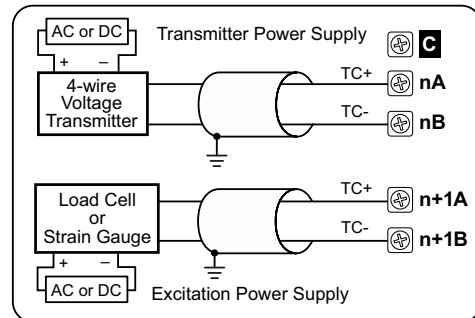 AC or DC
Transmitter Power Supply
+ –
C
4-wire
Voltage
Transmitter
TC+
nA
TC-
nB
Load Cell
or
Strain Gauge
TC+
n+1A
TC-
n+1B
+ –
AC or DC
Excitation Power Supply